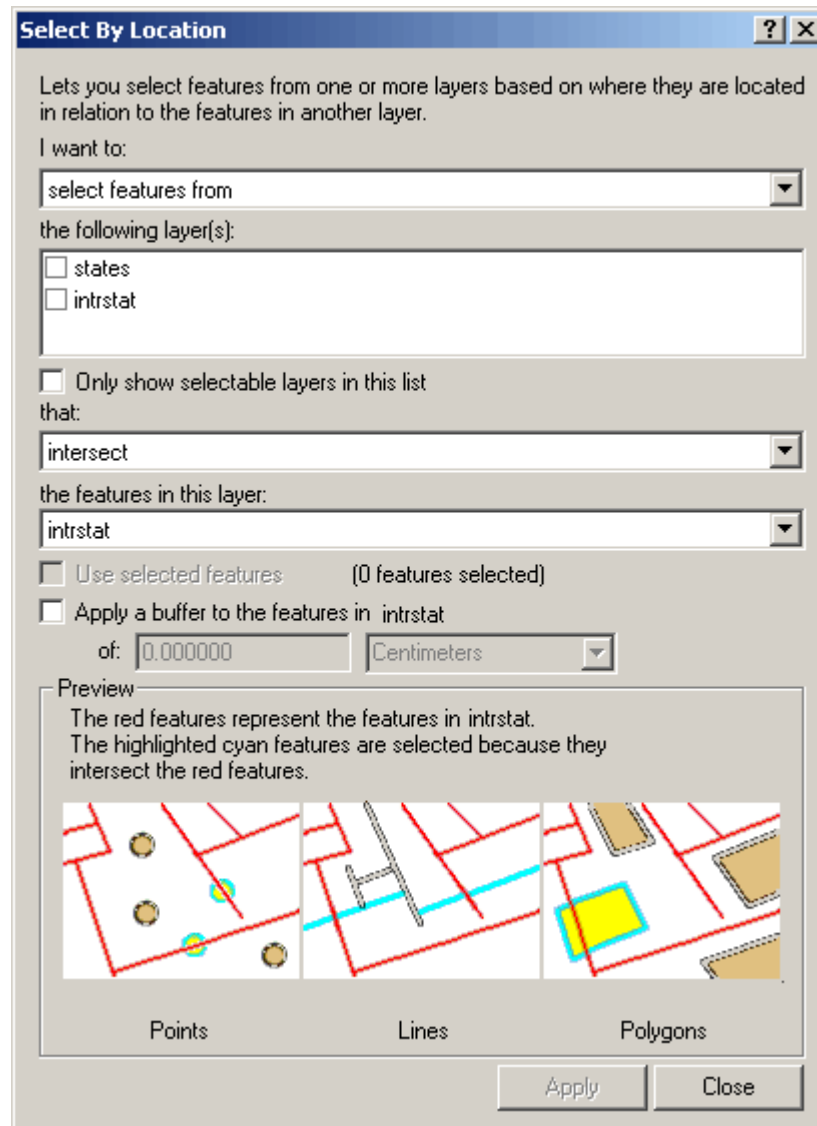 Select By Location
Lets you select features from one or more layers based on where they are located
in relation to the features in another layer.
I want to:
select features from
the following layer(s):
states
intrstat
Only show selectable layers in this list
that:
intersect
the features in this layer:
intrstat
Use selected features (0 features selected)
Apply a buffer to the features in intrstat
of: 0.000000 Centimeters
Preview
The red features represent the features in intrstat.
The highlighted cyan features are selected because they
intersect the red features.
Points Lines Polygons
Apply Close